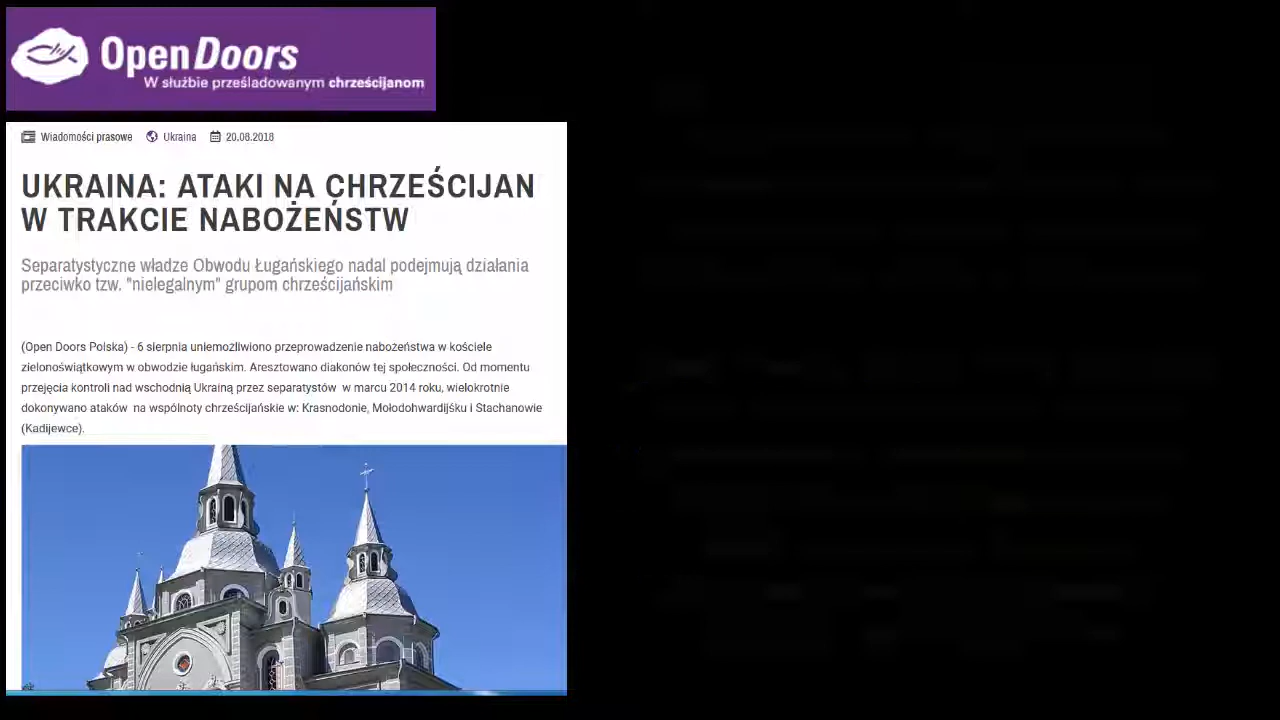 Open Doors
W służbie prześladowanym chrześcijanom
Wiadomości prasowe Ukraina 20.08.2018
UKRAINA: ATAKI NA CHRZEŚCIJAN
W TRAKCIE NABOŻEŃSTW
Separatystyczne władze Obwodu Ługańskiego nadal podejmują działania
przeciwko tzw. "nielegalnym" grupom chrześcijańskim
(Open Doors Polska) - 6 sierpnia uniemożliwiono przeprowadzenie nabożeństwa w kościele
zielonoświątkowym w obwodzie ługańskim. Aresztowano diakonów tej społeczności. Od momentu
przejęcia kontroli nad wschodnią Ukrainą przez separatystów w marcu 2014 roku, wielokrotnie
dokonywano ataków na wspólnoty chrześcijańskie w: Krasnodonie, Mołodohwardijśku i Stachanowie
(Kadijewce).